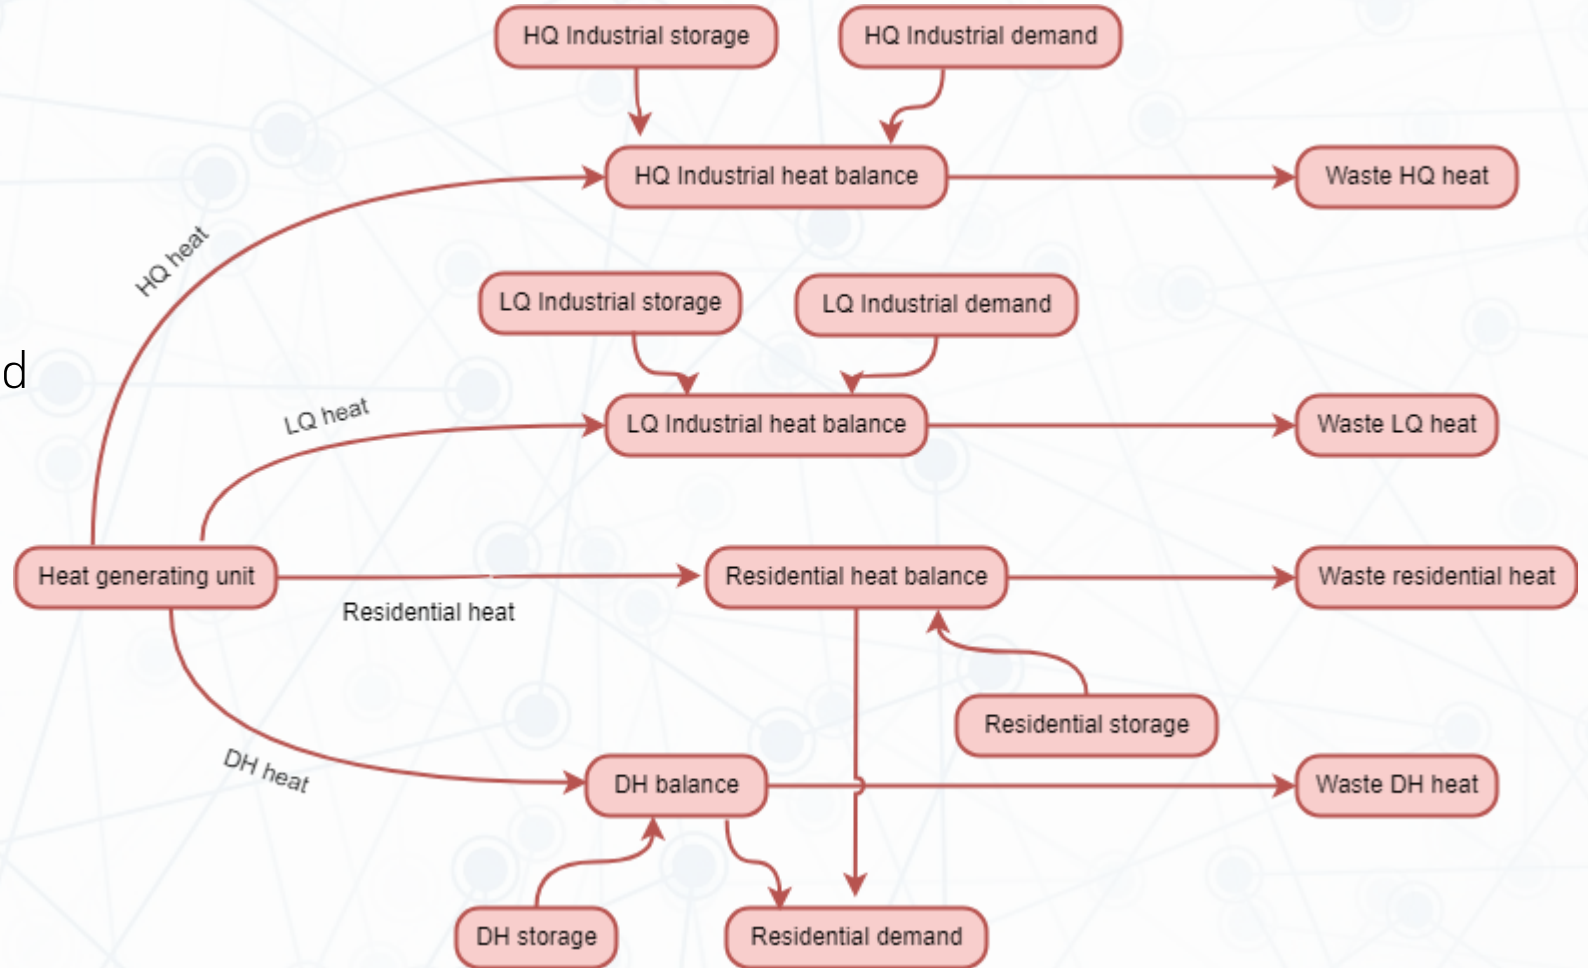 HQ Industrial storage
HQ Industrial demand
HQ Industrial heat balance
Waste HQ heat
HQ heat
LQ Industrial storage
LQ Industrial demand
d
LQ heat
LQ Industrial heat balance
Waste LQ heat
Heat generating unit
Residential heat balance
Waste residential heat
Residential heat
Residential storage
DH heat
DH balance
Waste DH heat
DH storage
Residential demand